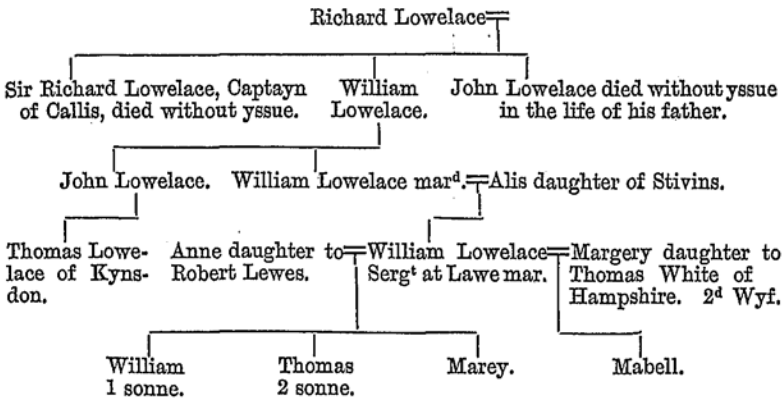 Richard Lowelace
Sir Richard Lowelace, Captayn
of Callis, died without yssue.
William
Lowelace.
John Lowelace died without yssue
in the life of his father.
John Lowelace.
William Lowelace marᵈ.
Alis daughter of Stivins.
Thomas Lowe-
lace of Kyns-
don.
Anne daughter to
Robert Lewes.
William Lowelace
Sergᵗ at Lawe mar.
Margery daughter to
Thomas White of
Hampshire. 2ᵈ Wyf.
William
1 sonne.
Thomas
2 sonne.
Marey.
Mabell.